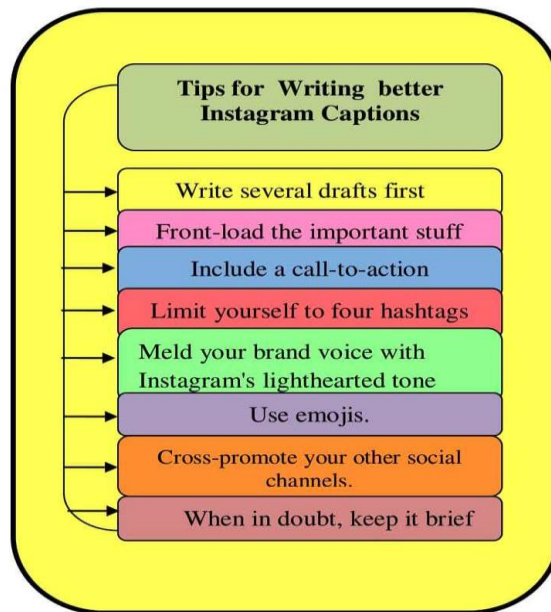 Tips for Writing better
Instagram Captions
Write several drafts first
Front-load the important stuff
Include a call-to-action
Limit yourself to four hashtags
Meld your brand voice with
Instagram's lighthearted tone
Use emojis.
Cross-promote your other social
channels.
When in doubt, keep it brief